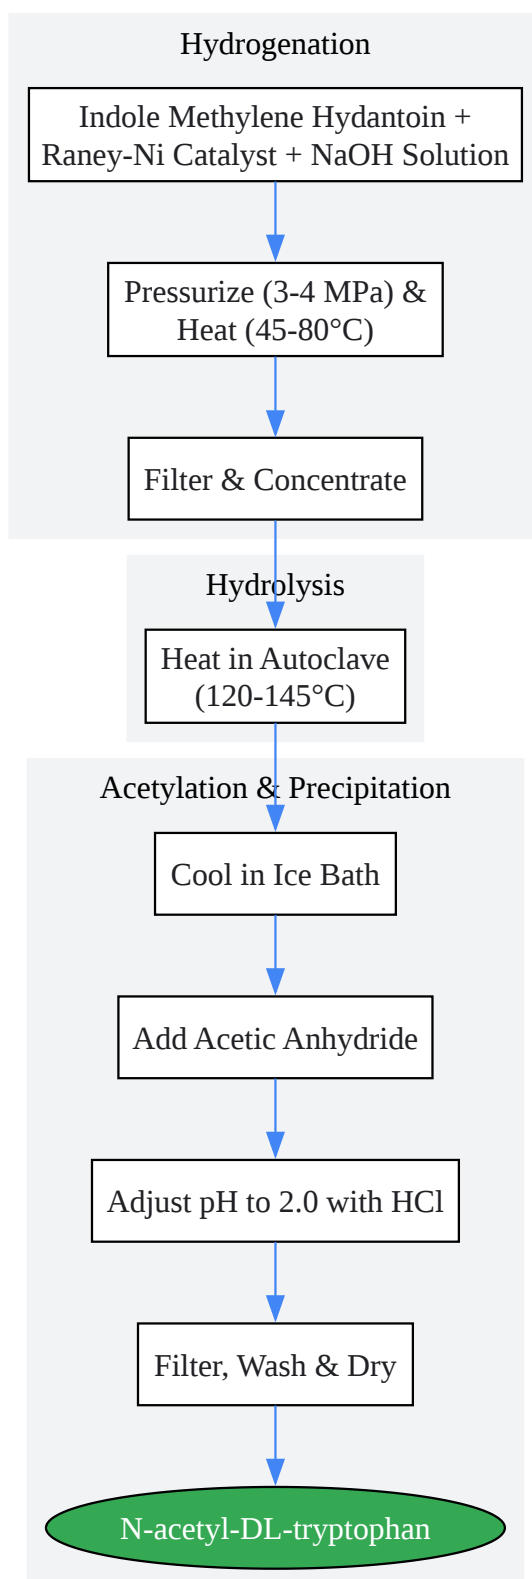 Hydrogenation
Indole Methylene Hydantoin +
Raney-Ni Catalyst + NaOH Solution
Pressurize (3-4 MPa) &
Heat (45-80°C)
Filter & Concentrate
Hydrolysis
Heat in Autoclave
(120-145°C)
Acetylation & Precipitation
Cool in Ice Bath
Add Acetic Anhydride
Adjust pH to 2.0 with HCl
Filter, Wash & Dry
N-acetyl-DL-tryptophan